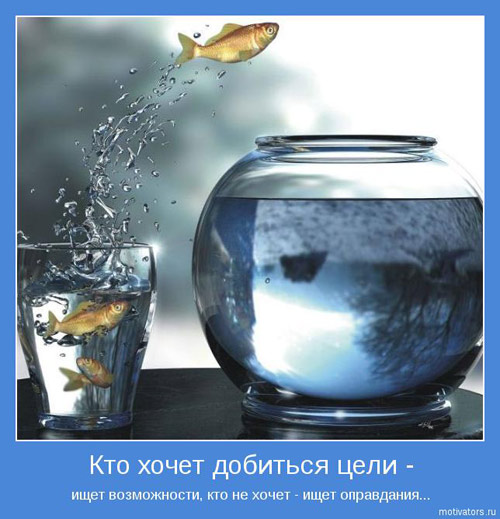 Кто хочет добиться цели -
ищет возможности, кто не хочет - ищет оправдания...
motivators.ru